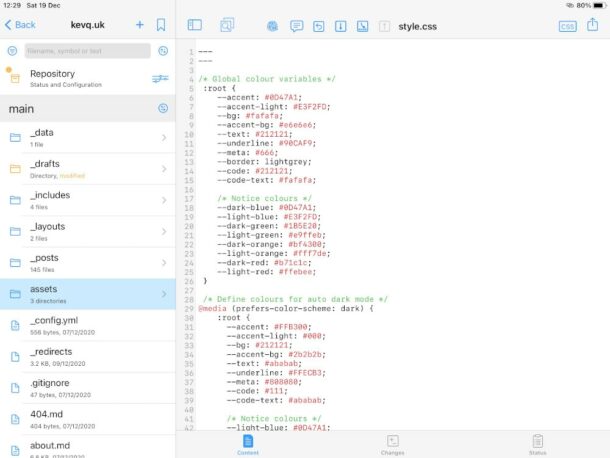 12:29 Sat 19 Dec
80%
Back
kevq.uk
style.css
CSS
filename, symbol or text
Repository
Status and Configuration
main
_data
1 file
_drafts
Directory, modified
_includes
4 files
_layouts
2 files
_posts
145 files
assets
3 directories
_config.yml
556 bytes, 07/12/2020
_redirects
3.2 KB, 09/12/2020
.gitignore
47 bytes, 07/12/2020
404.md
404 bytes, 07/12/2020
about.md
6.8 KB, 07/12/2020
1 ---
2 ---
3
4 /* Global colour variables */
5 :root {
6 --accent: #0D47A1;
7 --accent-light: #E3F2FD;
8 --bg: #fafafa;
9 --accent-bg: #e6e6e6;
10 --text: #212121;
11 --underline: #90CAF9;
12 --meta: #666;
13 --border: lightgrey;
14 --code: #212121;
15 --code-text: #fafafa;
16
17 /* Notice colours */
18 --dark-blue: #0D47A1;
19 --light-blue: #E3F2FD;
20 --dark-green: #1B5E20;
21 --light-green: #e9ffeb;
22 --dark-orange: #bf4300;
23 --light-orange: #fff7de;
24 --dark-red: #b71c1c;
25 --light-red: #ffebee;
26 }
27
28 /* Define colours for auto dark mode */
29 @media (prefers-color-scheme: dark) {
30 :root {
31 --accent: #FFB300;
32 --accent-light: #000;
33 --bg: #212121;
34 --accent-bg: #2b2b2b;
35 --text: #ababab;
36 --underline: #FFECB3;
37 --meta: #808080;
38 --code: #111;
39 --code-text: #ababab;
40
41 /* Notice colours */
42 --light-blue: #0D47A1;
Content
Changes
Status